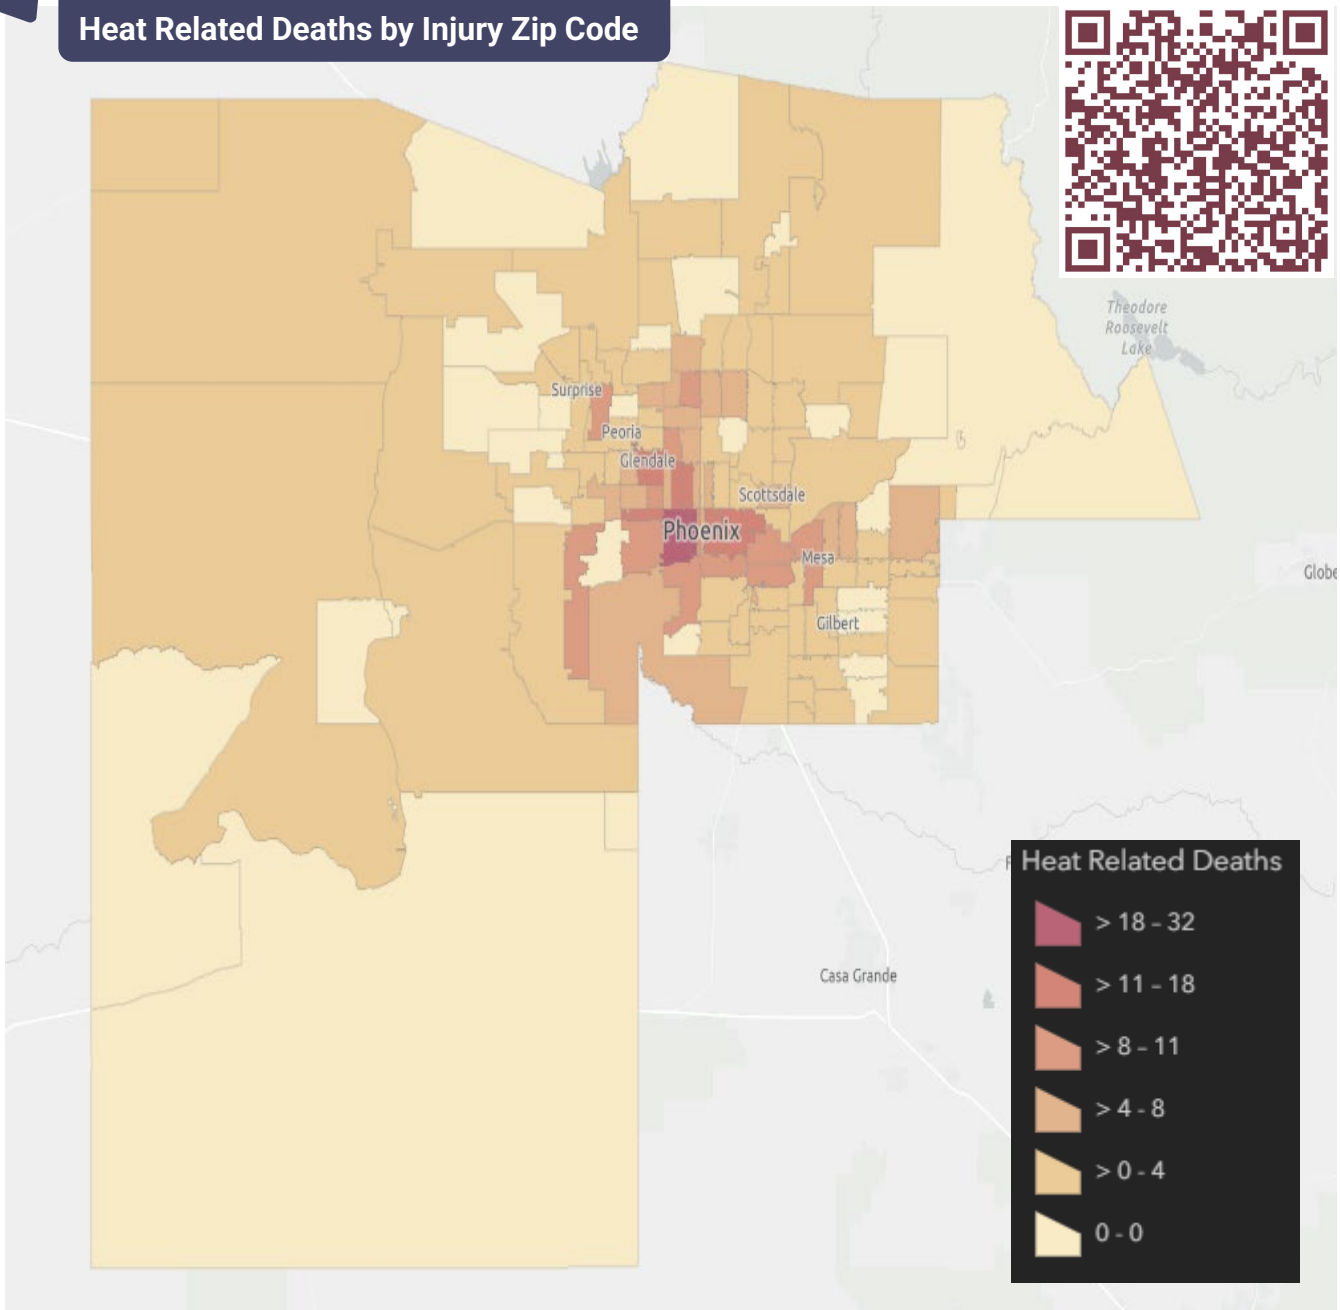 Heat Related Deaths by Injury Zip Code
Theodore
Roosevelt
Lake
Surprise
Peoria
Glendale
Scottsdale
Phoenix
Mesa
Globe
Gilbert
Casa Grande
Heat Related Deaths
> 18 - 32
> 11 - 18
> 8 - 11
> 4 - 8
> 0 - 4
0 - 0